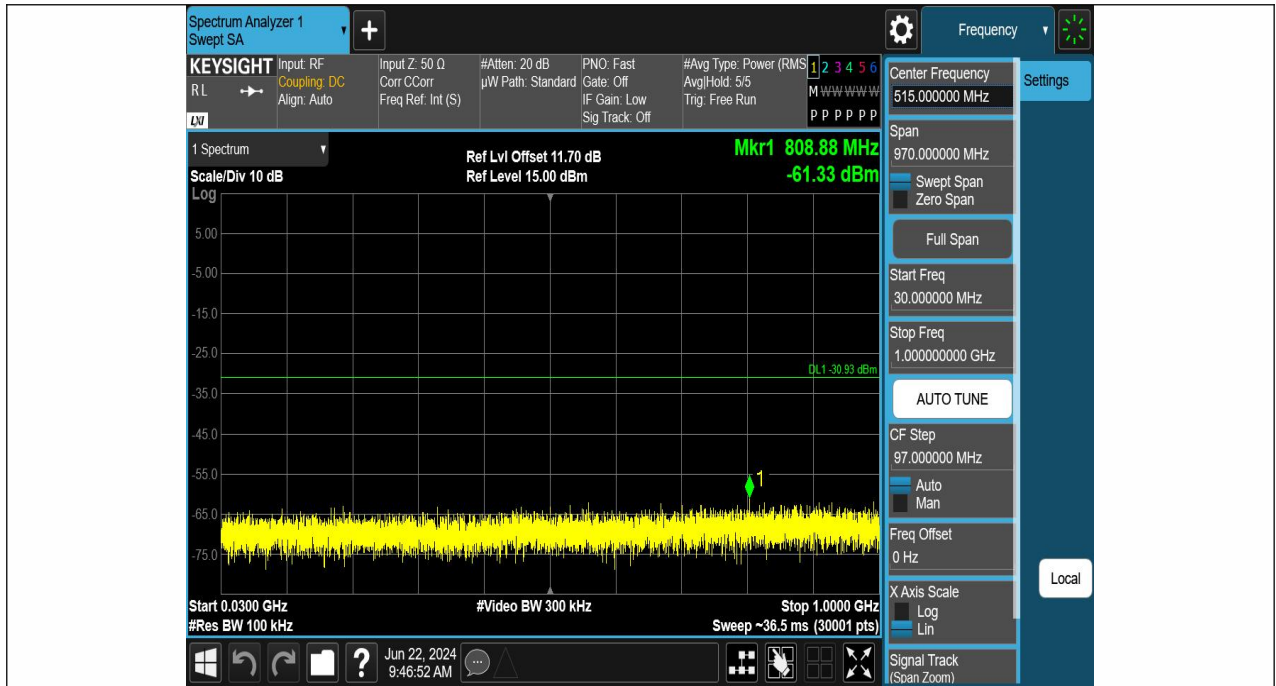 Spectrum Analyzer 1
Swept SA
+
Frequency
KEYSIGHT
RL
LXI
Input: RF
Coupling: DC
Align: Auto
Input Z: 50 Ω
Corr CCorr
Freq Ref: Int (S)
#Atten: 20 dB
µW Path: Standard
PNO: Fast
Gate: Off
IF Gain: Low
Sig Track: Off
#Avg Type: Power (RMS
Avg|Hold: 5/5
Trig: Free Run
1 2 3 4 5 6
M W W W W W
P P P P P P
1 Spectrum
Scale/Div 10 dB
Log
Ref Lvl Offset 11.70 dB
Ref Level 15.00 dBm
Mkr1 808.88 MHz
-61.33 dBm
5.00
-5.00
-15.0
-25.0
DL1 -30.93 dBm
-35.0
-45.0
-55.0
1
-65.0
-75.0
Start 0.0300 GHz
#Res BW 100 kHz
#Video BW 300 kHz
Stop 1.0000 GHz
Sweep ~36.5 ms (30001 pts)
?
Jun 22, 2024
9:46:52 AM
Center Frequency
515.000000 MHz
Span
970.000000 MHz
Swept Span
Zero Span
Full Span
Start Freq
30.000000 MHz
Stop Freq
1.000000000 GHz
AUTO TUNE
CF Step
97.000000 MHz
Auto
Man
Freq Offset
0 Hz
X Axis Scale
Log
Lin
Signal Track
(Span Zoom)
Settings
Local